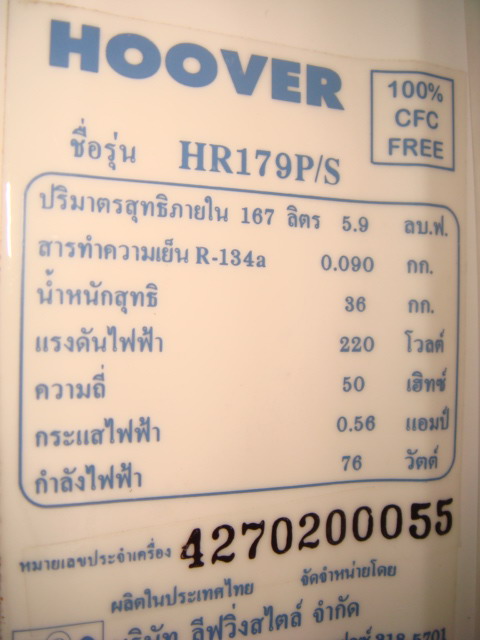 HOOVER
100%
CFC
FREE
ชื่อรุ่น HR179P/S
ปริมาตรสุทธิภายใน 167 ลิตร 5.9 ลบ.ฟ.
สารทำความเย็น R-134a 0.090 กก.
น้ำหนักสุทธิ 36 กก.
แรงดันไฟฟ้า 220 โวลต์
ความถี่ 50 เฮิทซ์
กระแสไฟฟ้า 0.56 แอมป์
กำลังไฟฟ้า 76 วัตต์
หมายเลขประจำเครื่อง 4270200055
ผลิตในประเทศไทย จัดจำหน่ายโดย
บริษัท ลีฟวิ่งสไตล์ จำกัด